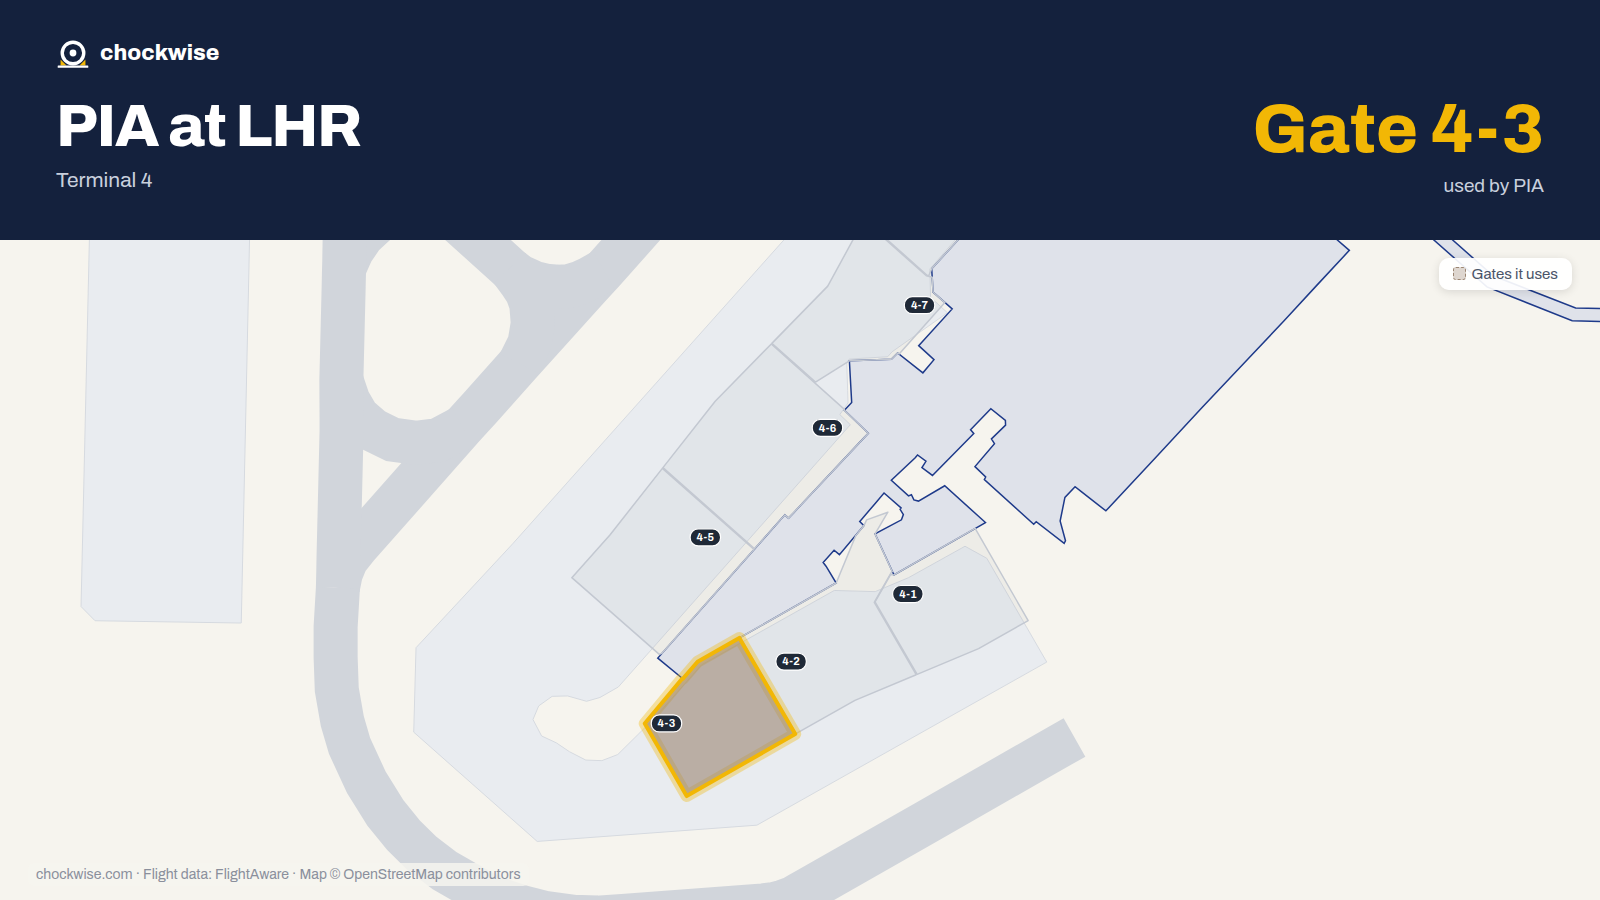 chockwise
PIA at LHR
Terminal 4
Gate 4-3
used by PIA
Gates it uses
4-7
4-6
4-5
4-1
4-2
4-3
chockwise.com · Flight data: FlightAware · Map © OpenStreetMap contributors